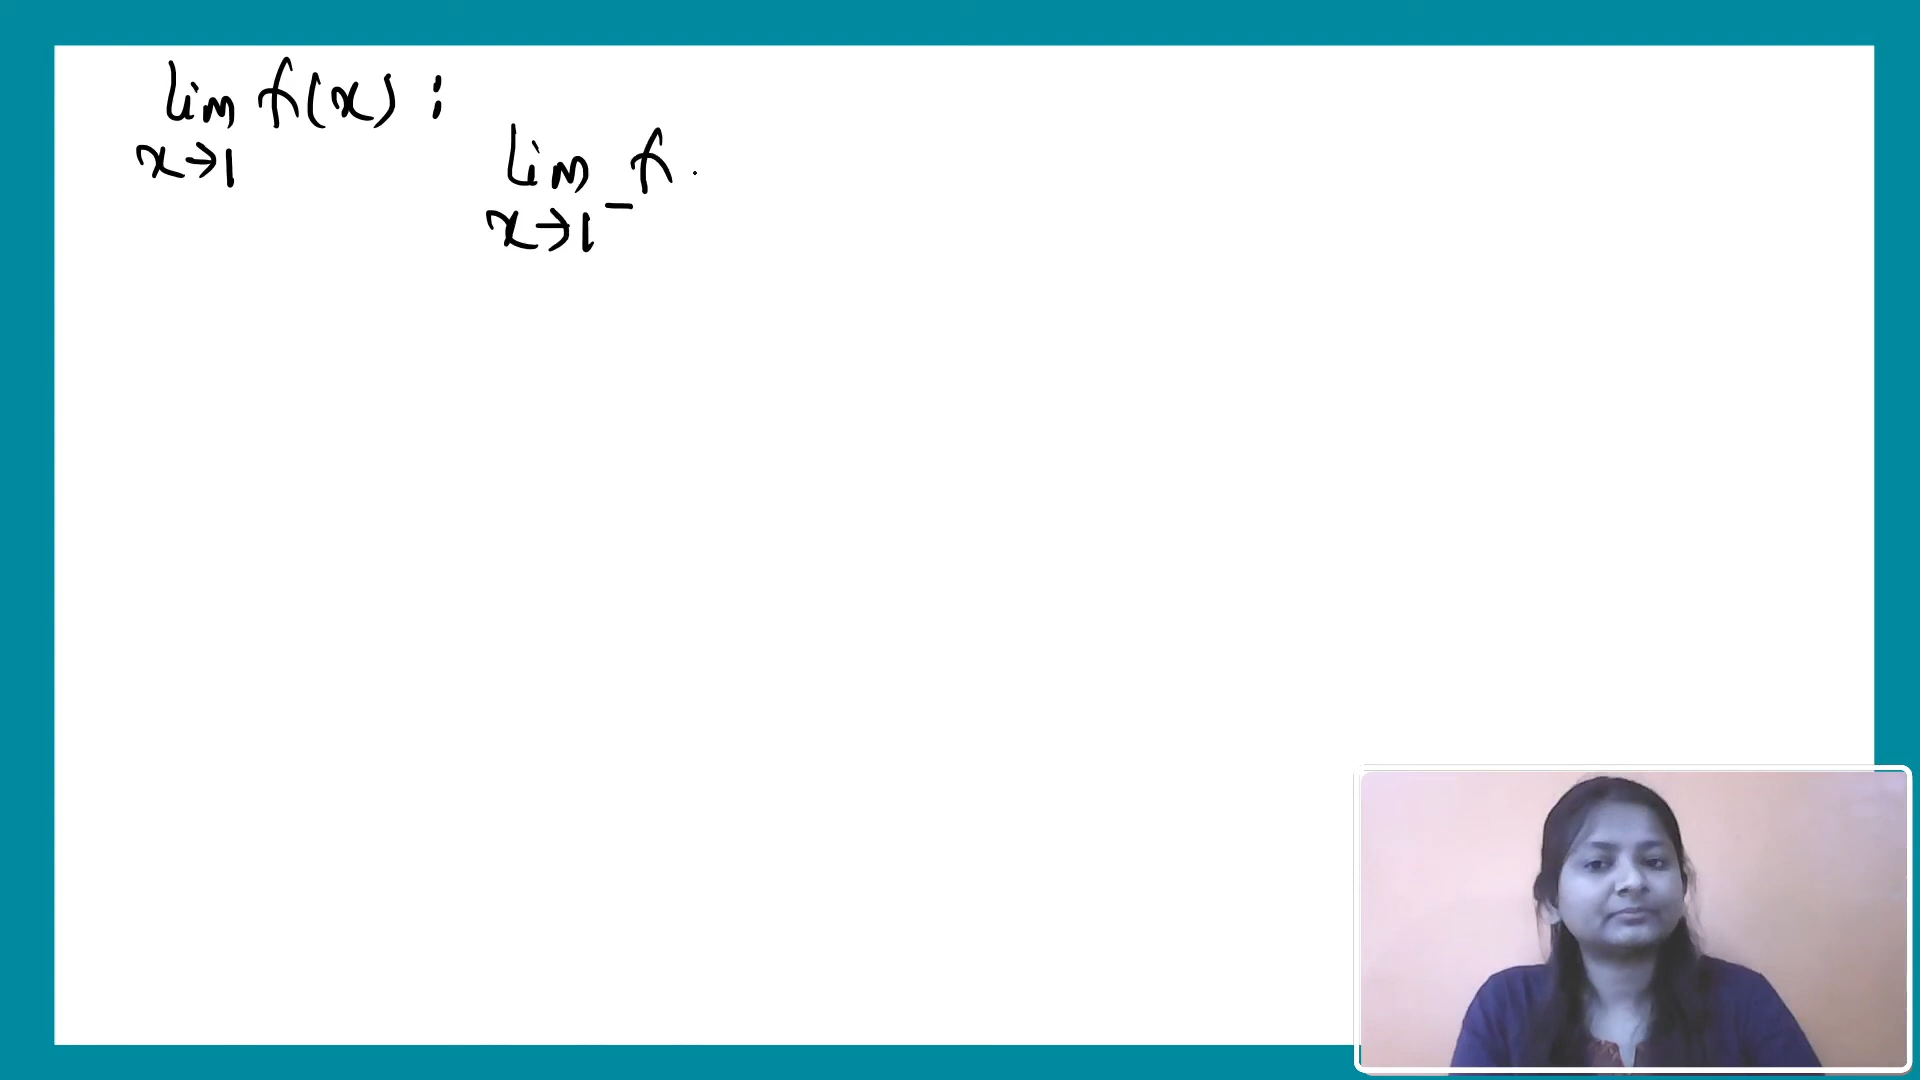 lim f(x) :
x→1
lim f
x→1⁻